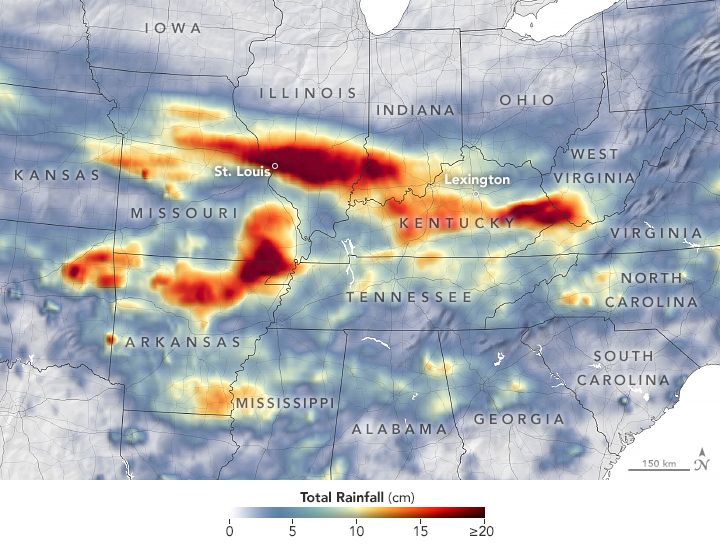 IOWA
ILLINOIS
INDIANA
OHIO
WEST
VIRGINIA
KANSAS
St. Louis
Lexington
MISSOURI
KENTUCKY
VIRGINIA
NORTH
CAROLINA
TENNESSEE
ARKANSAS
SOUTH
CAROLINA
MISSISSIPPI
ALABAMA
GEORGIA
150 km
N
Total Rainfall (cm)
0 5 10 15 ≥20